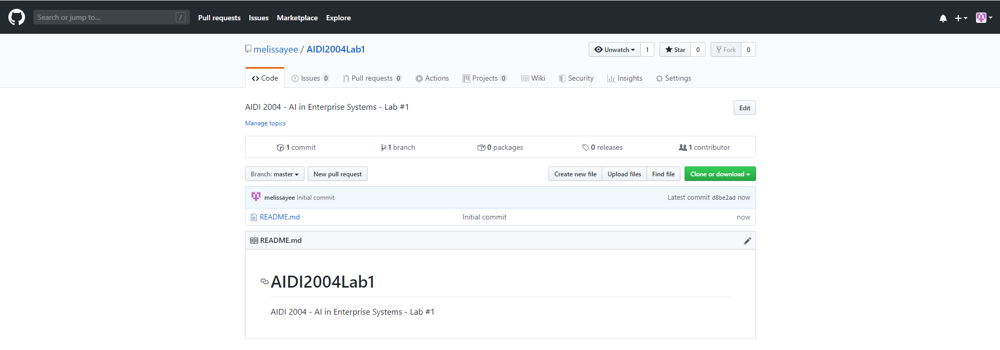 Search or jump to... / Pull requests Issues Marketplace Explore
melissayee / AIDI2004Lab1 Unwatch 1 Star 0 Fork 0
Code Issues 0 Pull requests 0 Actions Projects 0 Wiki Security Insights Settings
AIDI 2004 - AI in Enterprise Systems - Lab #1 Edit
Manage topics
1 commit 1 branch 0 packages 0 releases 1 contributor
Branch: master New pull request Create new file Upload files Find file Clone or download
melissayee Initial commit Latest commit d8be2ad now
README.md Initial commit now
README.md
AIDI2004Lab1
AIDI 2004 - AI in Enterprise Systems - Lab #1